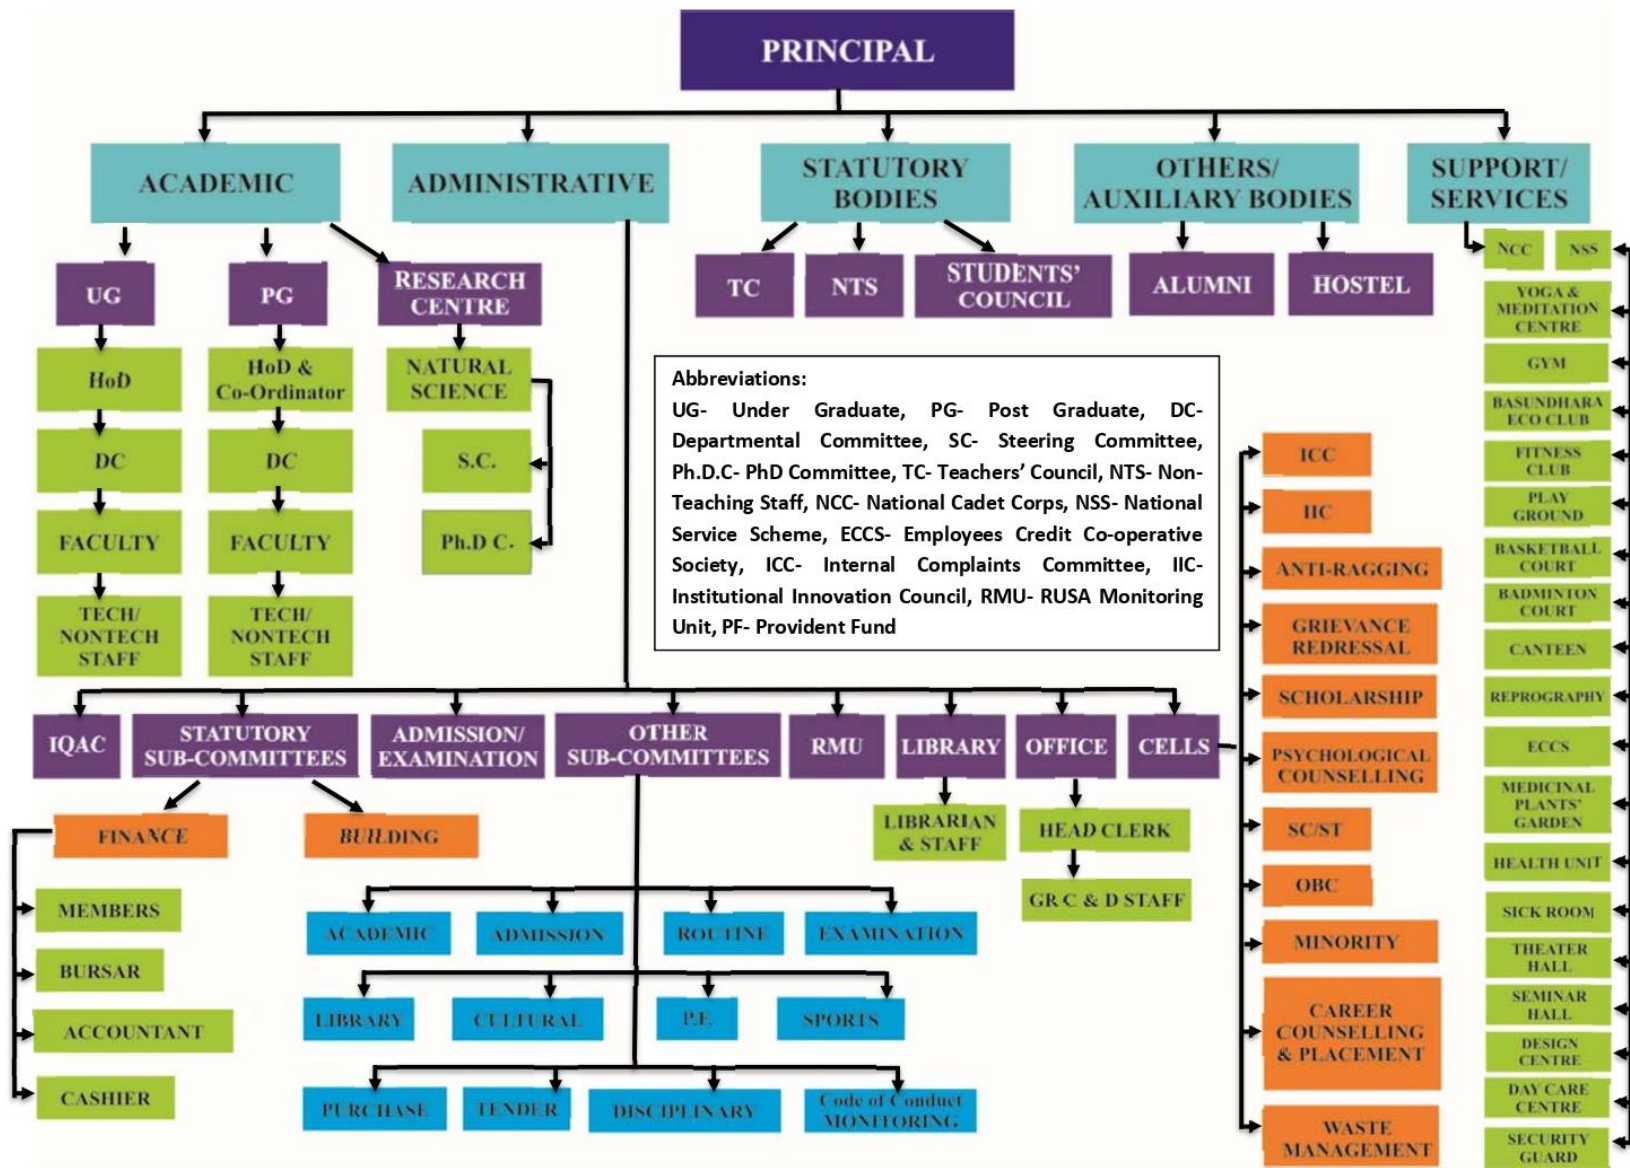 PRINCIPAL
ACADEMIC
ADMINISTRATIVE
STATUTORY
BODIES
OTHERS/
AUXILIARY BODIES
SUPPORT/
SERVICES
UG
PG
RESEARCH
CENTRE
TC
NTS
STUDENTS'
COUNCIL
ALUMNI
HOSTEL
HoD
DC
FACULTY
TECH/
NONTECH
STAFF
HoD &
Co-Ordinator
DC
FACULTY
TECH/
NONTECH
STAFF
NATURAL
SCIENCE
S.C.
Ph.D C.
Abbreviations:
UG- Under Graduate, PG- Post Graduate, DC-
Departmental Committee, SC- Steering Committee,
Ph.D.C- PhD Committee, TC- Teachers' Council, NTS- Non-
Teaching Staff, NCC- National Cadet Corps, NSS- National
Service Scheme, ECCS- Employees Credit Co-operative
Society, ICC- Internal Complaints Committee, IIC-
Institutional Innovation Council, RMU- RUSA Monitoring
Unit, PF- Provident Fund
IQAC
STATUTORY
SUB-COMMITTEES
ADMISSION/
EXAMINATION
OTHER
SUB-COMMITTEES
RMU
LIBRARY
OFFICE
CELLS
FINANCE
BUILDING
MEMBERS
BURSAR
ACCOUNTANT
CASHIER
LIBRARIAN
& STAFF
HEAD CLERK
GR C & D STAFF
ACADEMIC
ADMISSION
ROUTINE
EXAMINATION
LIBRARY
CULTURAL
P.F.
SPORTS
PURCHASE
TENDER
DISCIPLINARY
Code of Conduct
MONITORING
ICC
IIC
ANTI-RAGGING
GRIEVANCE
REDRESSAL
SCHOLARSHIP
PSYCHOLOGICAL
COUNSELLING
SC/ST
OBC
MINORITY
CAREER
COUNSELLING
& PLACEMENT
WASTE
MANAGEMENT
NCC
NSS
YOGA &
MEDITATION
CENTRE
GYM
BASUNDHARA
ECO CLUB
FITNESS
CLUB
PLAY
GROUND
BASKETBALL
COURT
BADMINTON
COURT
CANTEEN
REPROGRAPHY
ECCS
MEDICINAL
PLANTS'
GARDEN
HEALTH UNIT
SICK ROOM
THEATER
HALL
SEMINAR
HALL
DESIGN
CENTRE
DAY CARE
CENTRE
SECURITY
GUARD